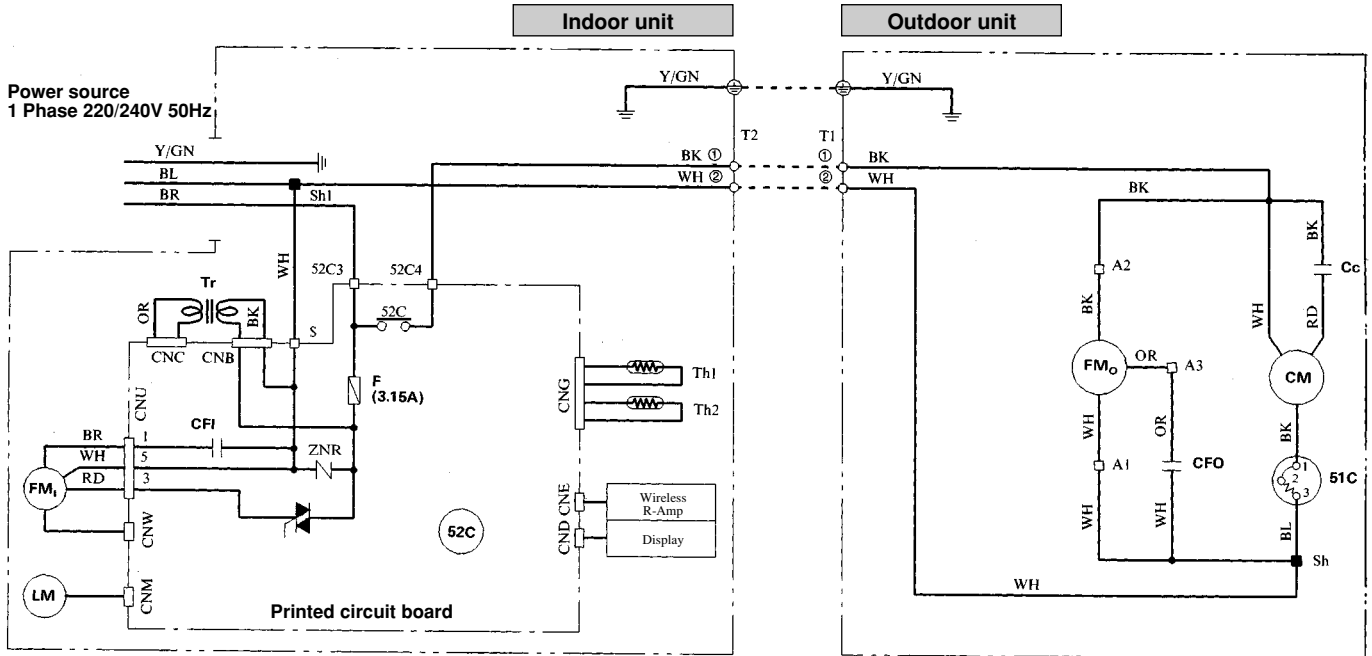 Indoor unit
Outdoor unit
Power source
1 Phase 220/240V 50Hz
Y/GN
Y/GN
T2
T1
Y/GN
BK ①
①
BK
BL
WH ②
②
WH
BR
Sh1
BK
WH
52C3
52C4
BK
Cc
A2
Tr
OR
BK
52C
BK
WH
RD
S
CNC
CNB
FMO
OR
A3
CM
F
(3.15A)
CNG
Th1
Th2
CNU
BR
1
CFI
WH
5
ZNR
RD
3
FMI
WH
OR
BK
A1
CFO
1
2
3
51C
CNE
Wireless
R-Amp
CNW
52C
CND
Display
WH
WH
BL
Sh
LM
CNM
Printed circuit board
WH